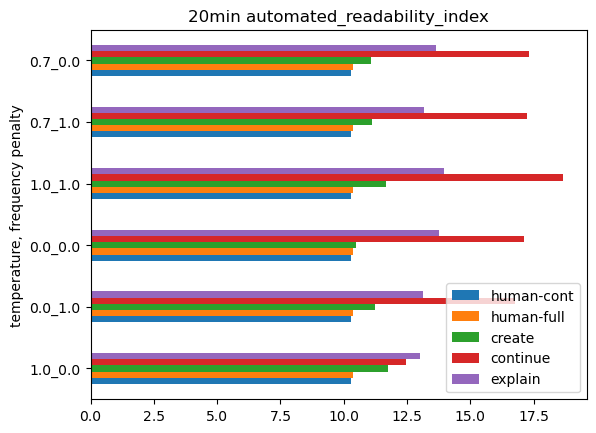 20min automated_readability_index
temperature, frequency penalty
0.7_0.0
0.7_1.0
1.0_1.0
0.0_0.0
0.0_1.0
1.0_0.0
human-cont
human-full
create
continue
explain
0.0 2.5 5.0 7.5 10.0 12.5 15.0 17.5